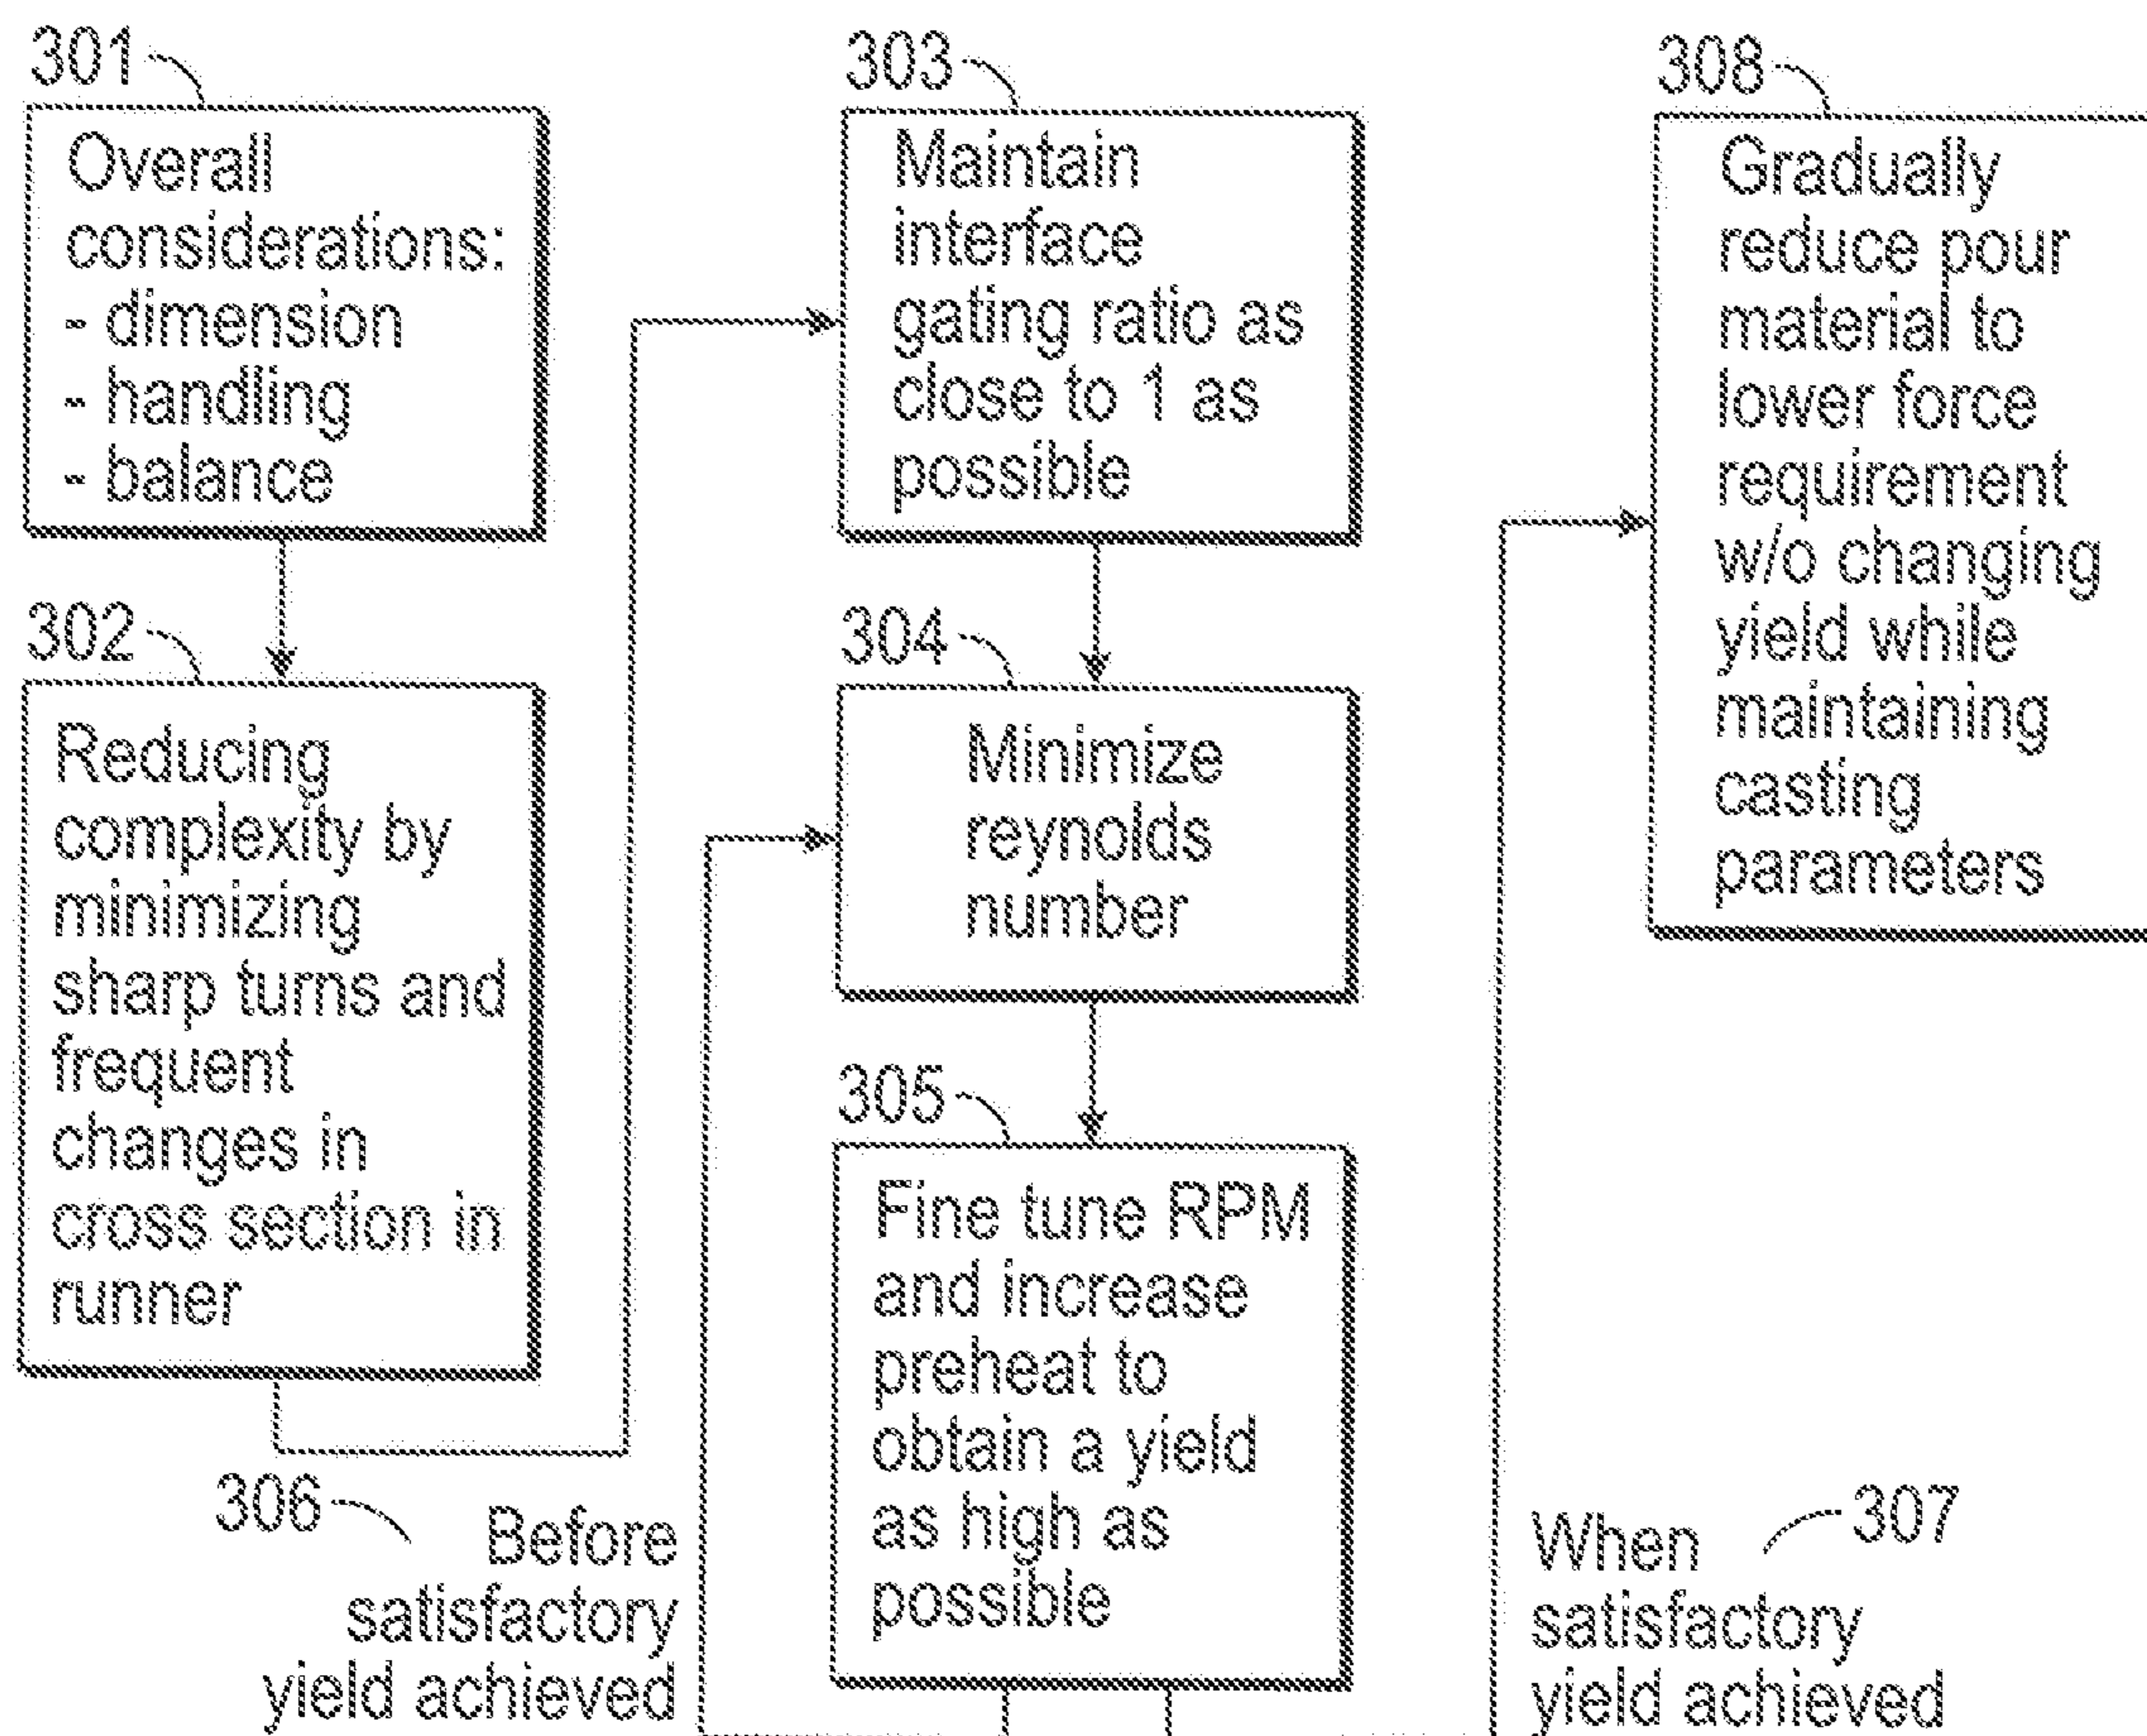 301
Overall
considerations:
- dimension
- handling
- balance
302
Reducing
complexity by
minimizing
sharp turns and
frequent
changes in
cross section in
runner
303
Maintain
interface
gating ratio as
close to 1 as
possible
304
Minimize
reynolds
number
305
Fine tune RPM
and increase
preheat to
obtain a yield
as high as
possible
306
Before
satisfactory
yield achieved
307
When
satisfactory
yield achieved
308
Gradually
reduce pour
material to
lower force
requirement
w/o changing
yield while
maintaining
casting
parameters